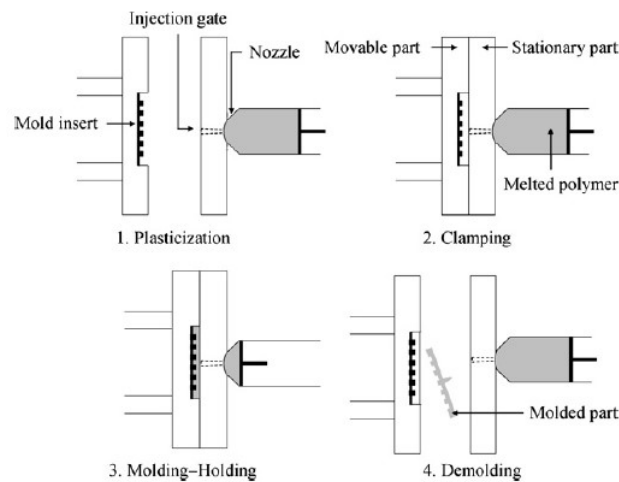 Injection gate
Nozzle
Mold insert
1. Plasticization
Movable part
Stationary part
Melted polymer
2. Clamping
3. Molding–Holding
Molded part
4. Demolding